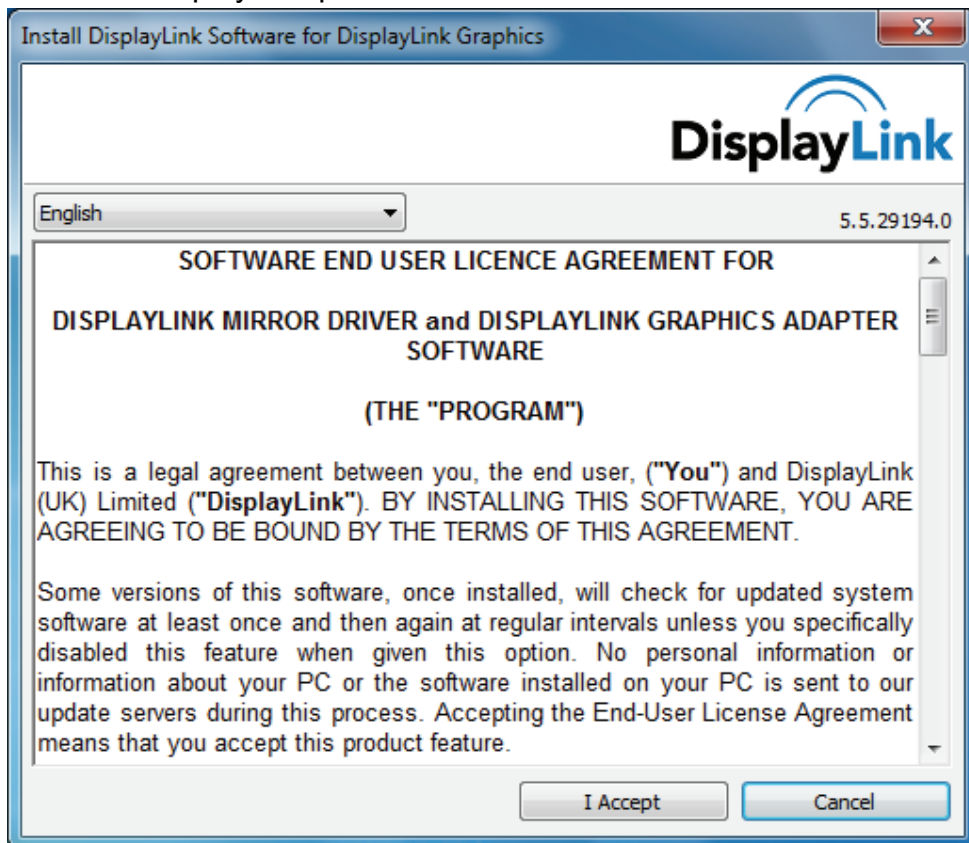 Install DisplayLink Software for DisplayLink Graphics
X
DisplayLink
English
5.5.29194.0
SOFTWARE END USER LICENCE AGREEMENT FOR
DISPLAYLINK MIRROR DRIVER and DISPLAYLINK GRAPHICS ADAPTER
SOFTWARE
(THE "PROGRAM")
This is a legal agreement between you, the end user, ("You") and DisplayLink
(UK) Limited ("DisplayLink"). BY INSTALLING THIS SOFTWARE, YOU ARE
AGREEING TO BE BOUND BY THE TERMS OF THIS AGREEMENT.
Some versions of this software, once installed, will check for updated system
software at least once and then again at regular intervals unless you specifically
disabled this feature when given this option. No personal information or
information about your PC or the software installed on your PC is sent to our
update servers during this process. Accepting the End-User License Agreement
means that you accept this product feature.
I Accept
Cancel